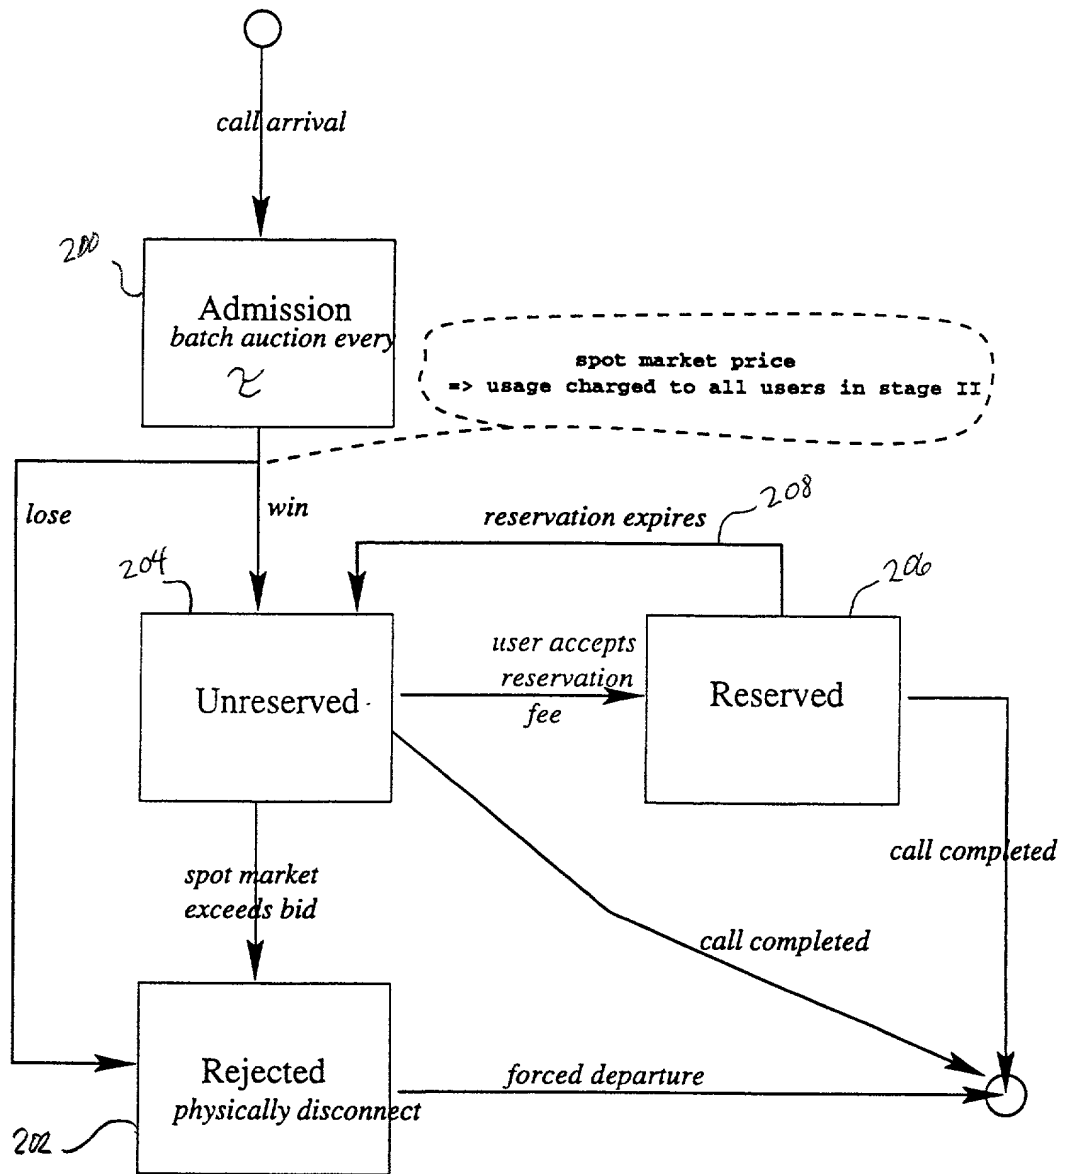 call arrival
200
Admission
batch auction every
τ
spot market price
=> usage charged to all users in stage II
lose
win
reservation expires
208
204
206
user accepts
reservation
fee
Unreserved
Reserved
call completed
spot market
exceeds bid
call completed
Rejected
physically disconnect
forced departure
202